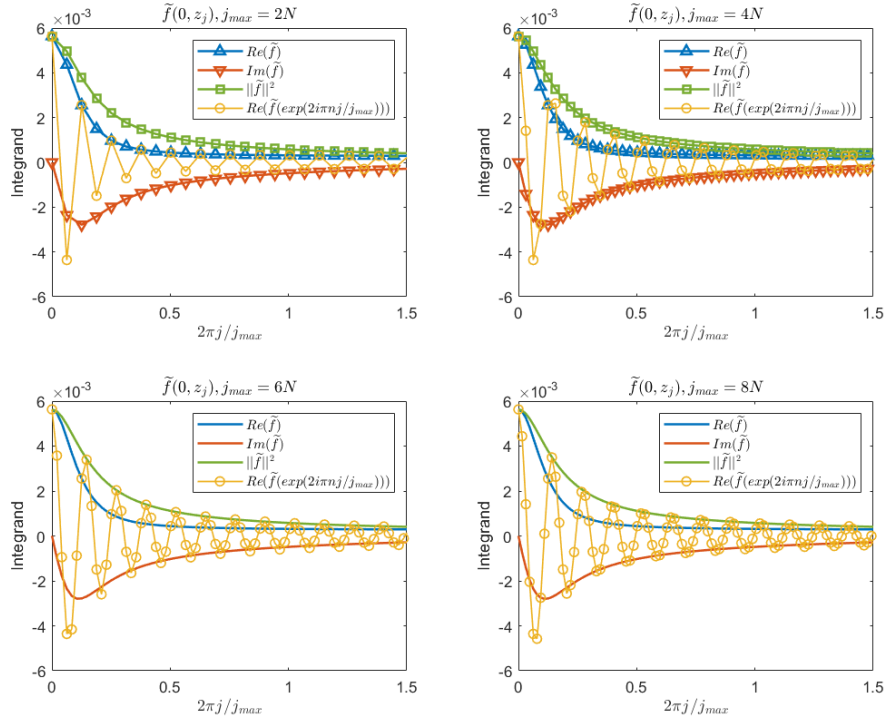 f̃(0, z_j), j_max = 2N
×10^-3
6
4
2
0
-2
-4
-6
Integrand
Re(f̃)
Im(f̃)
||f̃||^2
Re(f̃(exp(2iπnj/j_max)))
0
0.5
1
1.5
2πj/j_max
f̃(0, z_j), j_max = 4N
×10^-3
6
4
2
0
-2
-4
-6
Integrand
Re(f̃)
Im(f̃)
||f̃||^2
Re(f̃(exp(2iπnj/j_max)))
0
0.5
1
1.5
2πj/j_max
f̃(0, z_j), j_max = 6N
×10^-3
6
4
2
0
-2
-4
-6
Integrand
Re(f̃)
Im(f̃)
||f̃||^2
Re(f̃(exp(2iπnj/j_max)))
0
0.5
1
1.5
2πj/j_max
f̃(0, z_j), j_max = 8N
×10^-3
6
4
2
0
-2
-4
-6
Integrand
Re(f̃)
Im(f̃)
||f̃||^2
Re(f̃(exp(2iπnj/j_max)))
0
0.5
1
1.5
2πj/j_max